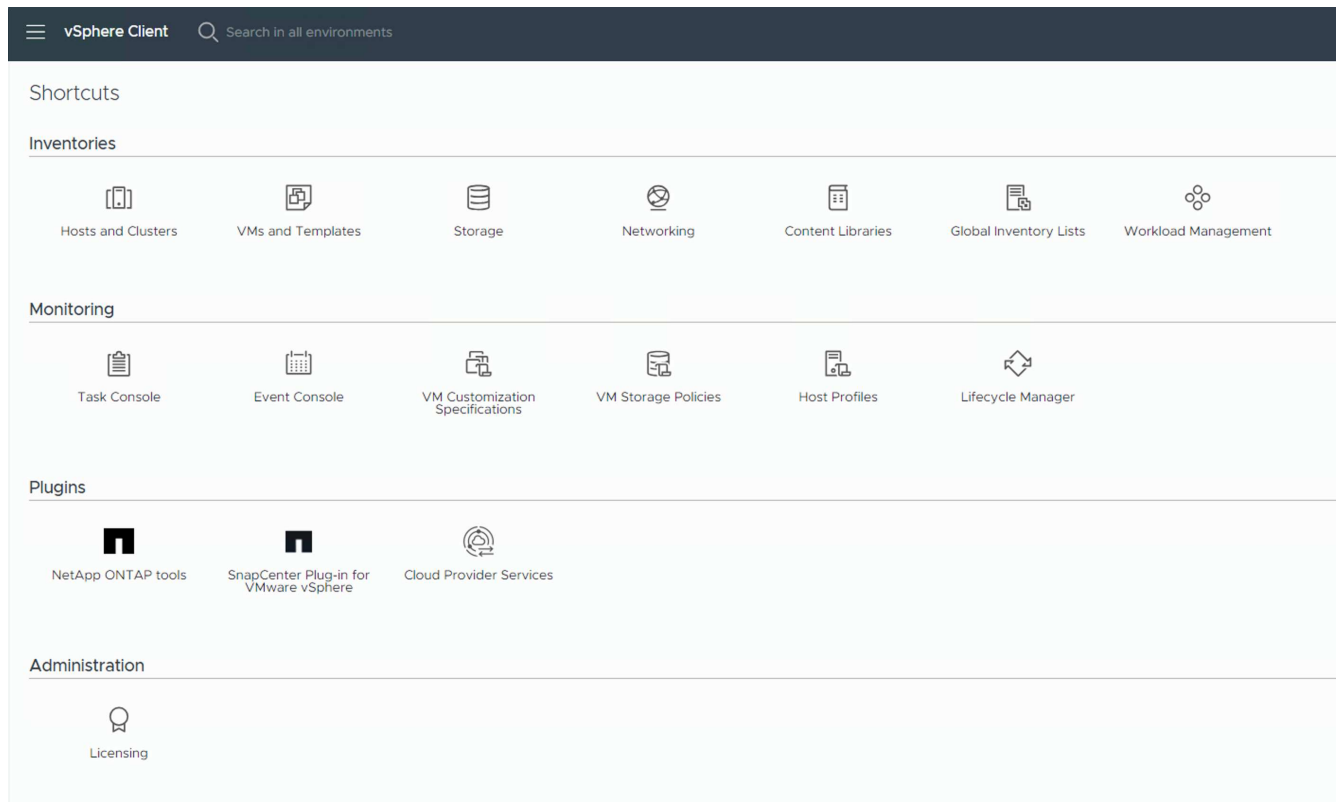 vSphere Client
Search in all environments
Shortcuts
Inventories
Hosts and Clusters
VMs and Templates
Storage
Networking
Content Libraries
Global Inventory Lists
Workload Management
Monitoring
Task Console
Event Console
VM Customization
Specifications
VM Storage Policies
Host Profiles
Lifecycle Manager
Plugins
NetApp ONTAP tools
SnapCenter Plug-in for
VMware vSphere
Cloud Provider Services
Administration
Licensing